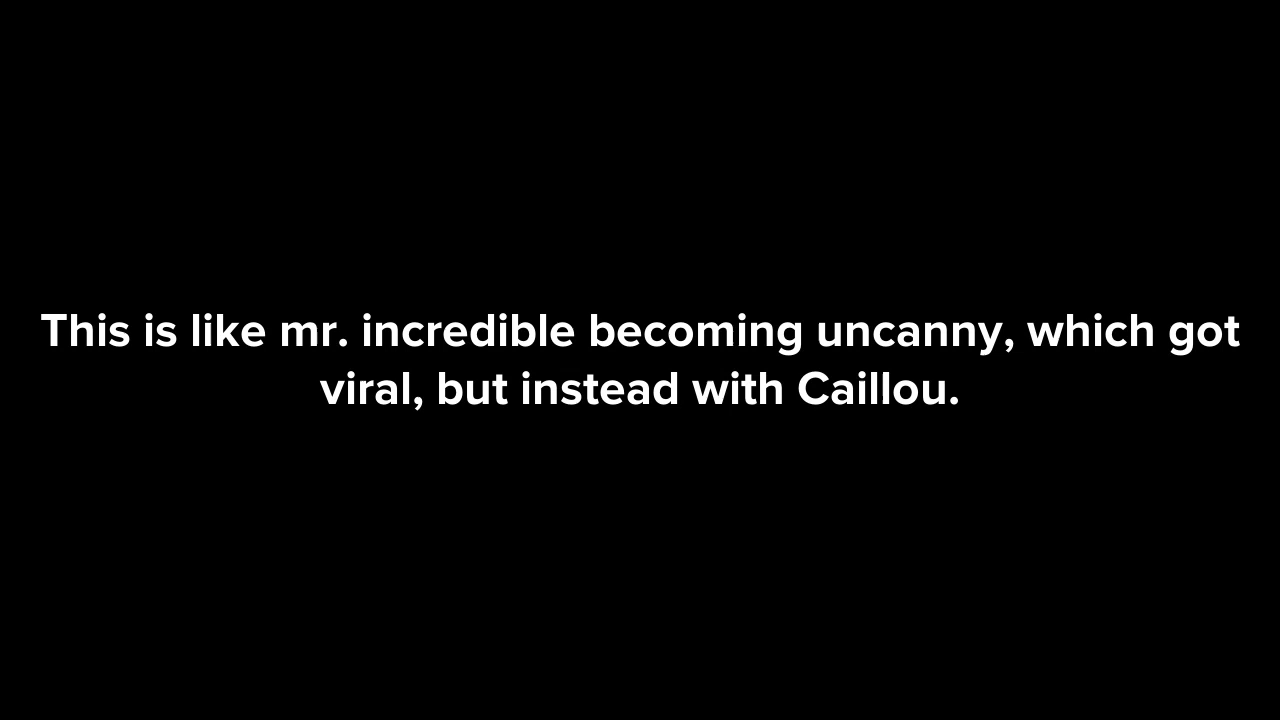 This is like mr. incredible becoming uncanny, which got
viral, but instead with Caillou.